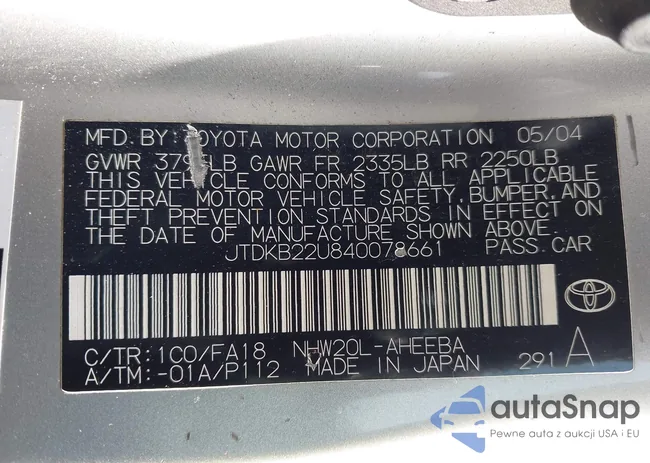 MFD BY: TOYOTA MOTOR CORPORATION 05/04
GVWR 3795LB GAWR FR 2335LB RR 2250LB
THIS VEHICLE CONFORMS TO ALL APPLICABLE
FEDERAL MOTOR VEHICLE SAFETY, BUMPER, AND
THEFT PREVENTION STANDARDS IN EFFECT ON
THE DATE OF MANUFACTURE SHOWN ABOVE.
JTDKB22U840078661 PASS. CAR
C/TR: 1C0/FA18 NHW20L-AHEEBA
A/TM: -01A/P112 MADE IN JAPAN 291 A
autaSnap
Pewne auta z aukcji USA i EU